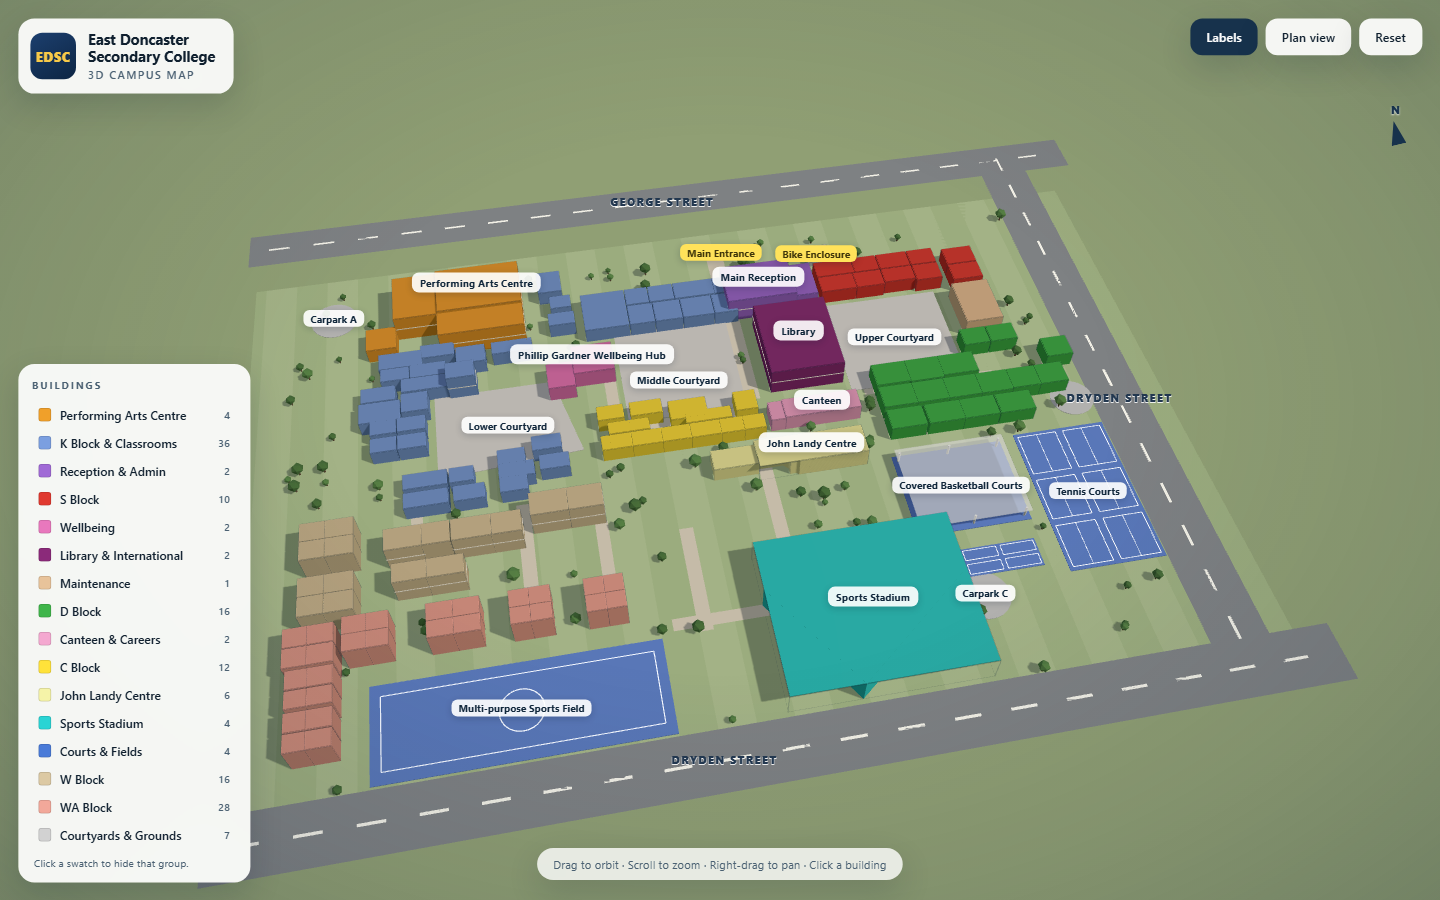 EDSC
East Doncaster
Secondary College
3D CAMPUS MAP
Labels
Plan view
Reset
N
GEORGE STREET
Main Entrance
Bike Enclosure
Main Reception
Performing Arts Centre
Carpark A
Library
Upper Courtyard
Phillip Gardner Wellbeing Hub
Middle Courtyard
DRYDEN STREET
Canteen
Lower Courtyard
John Landy Centre
Covered Basketball Courts
Tennis Courts
Sports Stadium
Carpark C
Multi-purpose Sports Field
DRYDEN STREET
BUILDINGS
Performing Arts Centre 4
K Block & Classrooms 36
Reception & Admin 2
S Block 10
Wellbeing 2
Library & International 2
Maintenance 1
D Block 16
Canteen & Careers 2
C Block 12
John Landy Centre 6
Sports Stadium 4
Courts & Fields 4
W Block 16
WA Block 28
Courtyards & Grounds 7
Click a swatch to hide that group.
Drag to orbit · Scroll to zoom · Right-drag to pan · Click a building